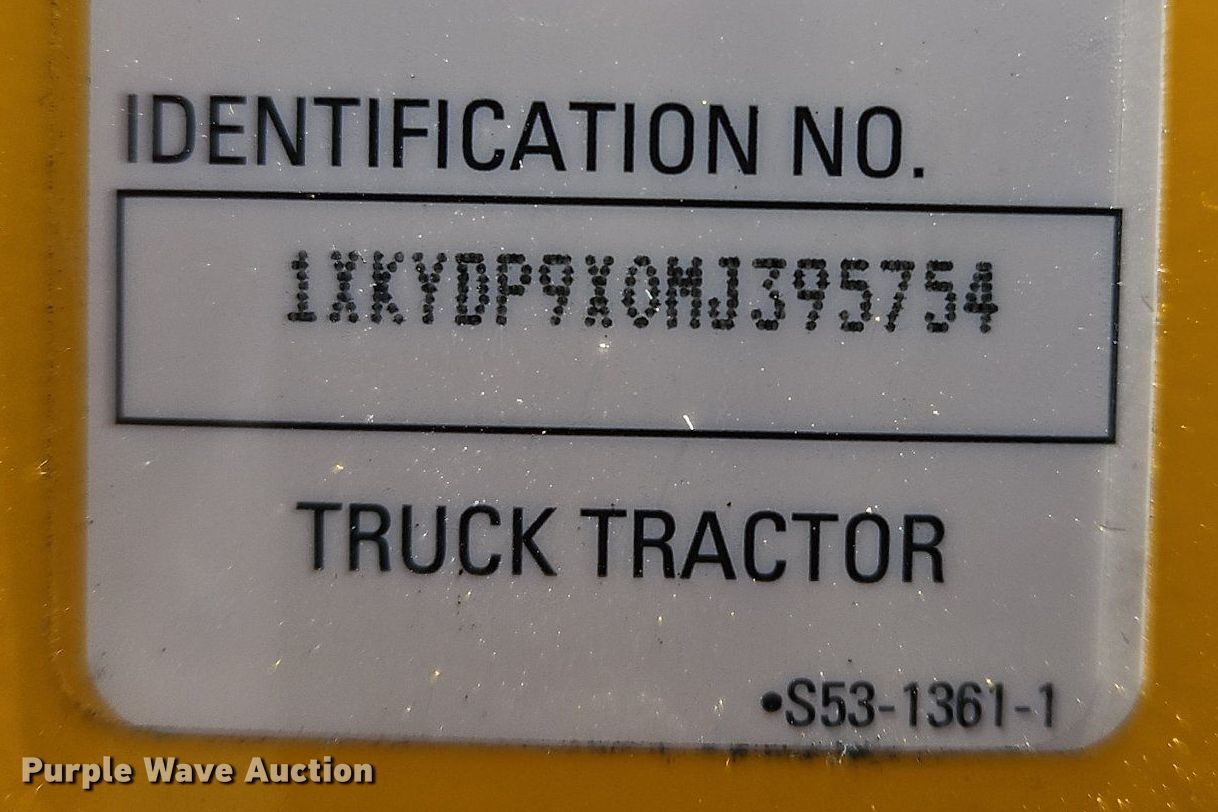 IDENTIFICATION NO.
1XKYDP9X0MJ395754
TRUCK TRACTOR
•S53-1361-1
Purple Wave Auction